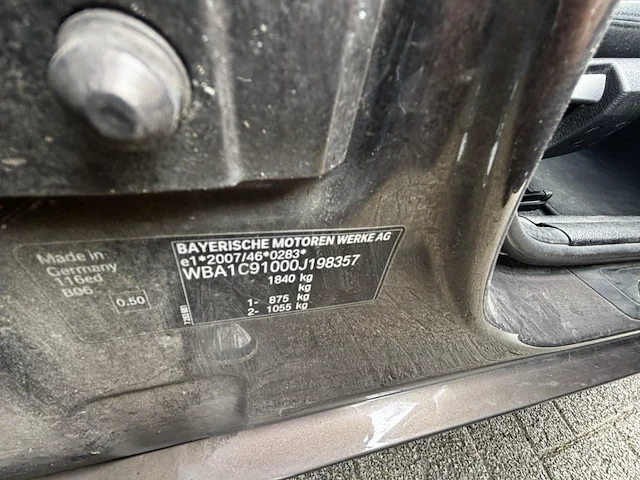 Made in
Germany
116ed
B06
0.50
BAYERISCHE MOTOREN WERKE AG
e1*2007/46*0283*
WBA1C91000J198357
1840 kg
kg
1- 875 kg
2- 1055 kg